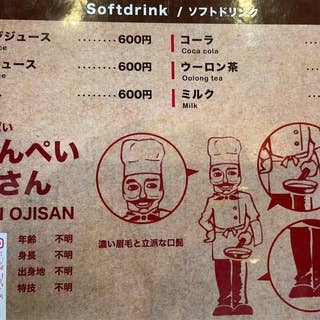 Softdrink / ソフトドリンク
ジュース 600円
コーラ
Coca cola
ュース 600円
ウーロン茶
Oolong tea
600円
ミルク
Milk
んぺい
さん
OJISAN
年齢 不明
身長 不明
出身地 不明
特技 不明
濃い眉毛と立派な口髭